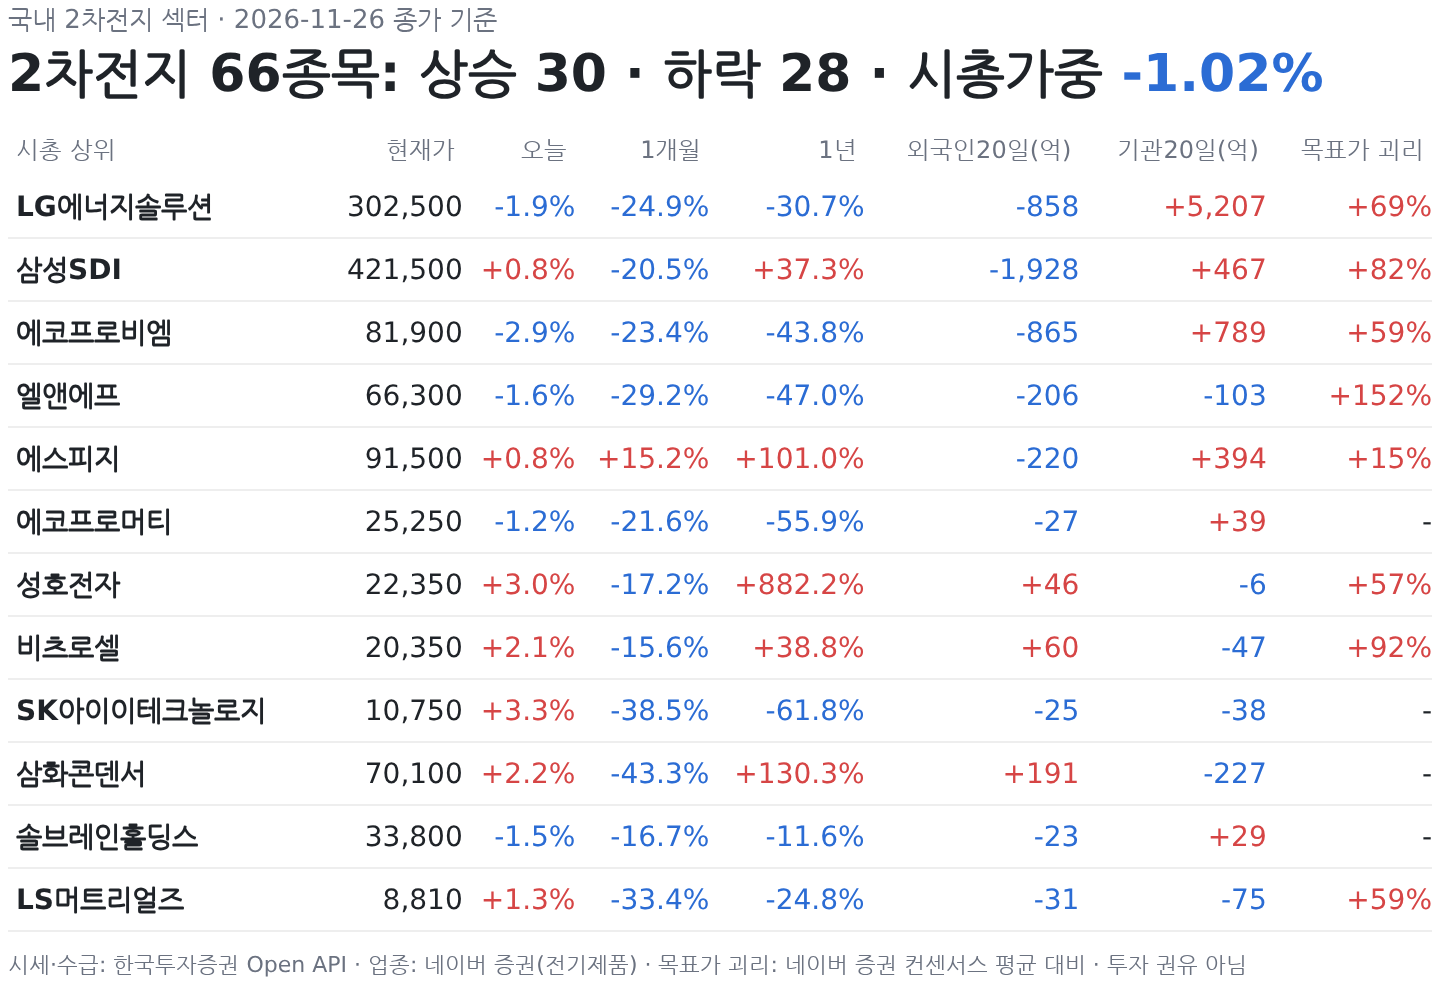 국내 2차전지 섹터 · 2026-11-26 종가 기준
2차전지 66종목: 상승 30 · 하락 28 · 시총가중 -1.02%
시총 상위 현재가 오늘 1개월 1년 외국인20일(억) 기관20일(억) 목표가 괴리
LG에너지솔루션 302,500 -1.9% -24.9% -30.7% -858 +5,207 +69%
삼성SDI 421,500 +0.8% -20.5% +37.3% -1,928 +467 +82%
에코프로비엠 81,900 -2.9% -23.4% -43.8% -865 +789 +59%
엘앤에프 66,300 -1.6% -29.2% -47.0% -206 -103 +152%
에스피지 91,500 +0.8% +15.2% +101.0% -220 +394 +15%
에코프로머티 25,250 -1.2% -21.6% -55.9% -27 +39 -
성호전자 22,350 +3.0% -17.2% +882.2% +46 -6 +57%
비츠로셀 20,350 +2.1% -15.6% +38.8% +60 -47 +92%
SK아이이테크놀로지 10,750 +3.3% -38.5% -61.8% -25 -38 -
삼화콘덴서 70,100 +2.2% -43.3% +130.3% +191 -227 -
솔브레인홀딩스 33,800 -1.5% -16.7% -11.6% -23 +29 -
LS머트리얼즈 8,810 +1.3% -33.4% -24.8% -31 -75 +59%
시세·수급: 한국투자증권 Open API · 업종: 네이버 증권(전기제품) · 목표가 괴리: 네이버 증권 컨센서스 평균 대비 · 투자 권유 아님